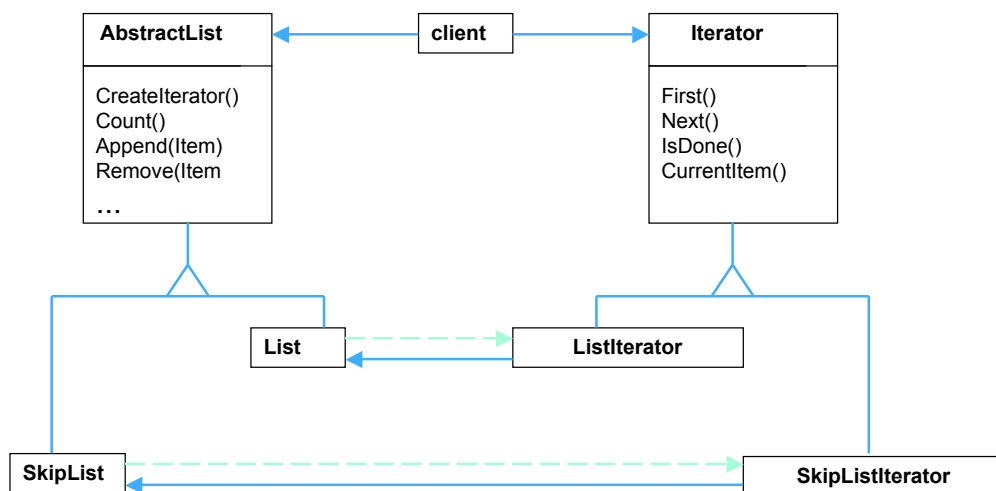 AbstractList
CreateIterator()
Count()
Append(Item)
Remove(Item
...
client
Iterator
First()
Next()
IsDone()
CurrentItem()
List
ListIterator
SkipList
SkipListIterator